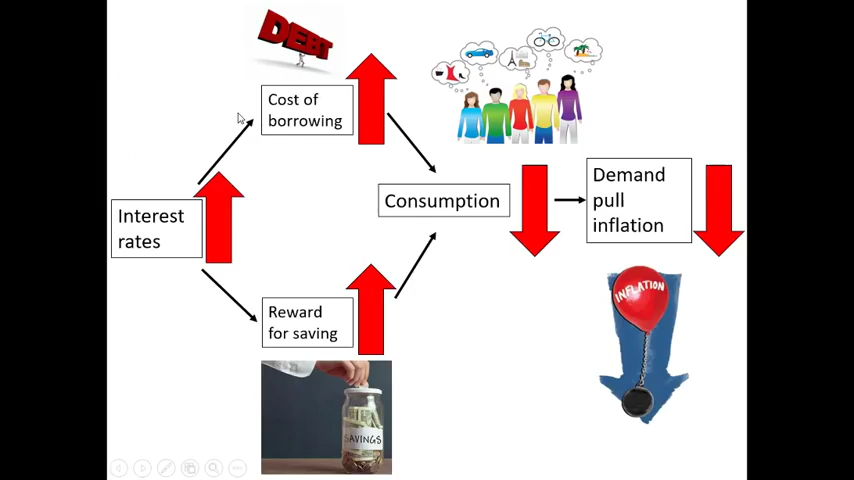 DEBT
Cost of
borrowing
Interest
rates
Consumption
Demand
pull
inflation
Reward
for saving
INFLATION
SAVINGS